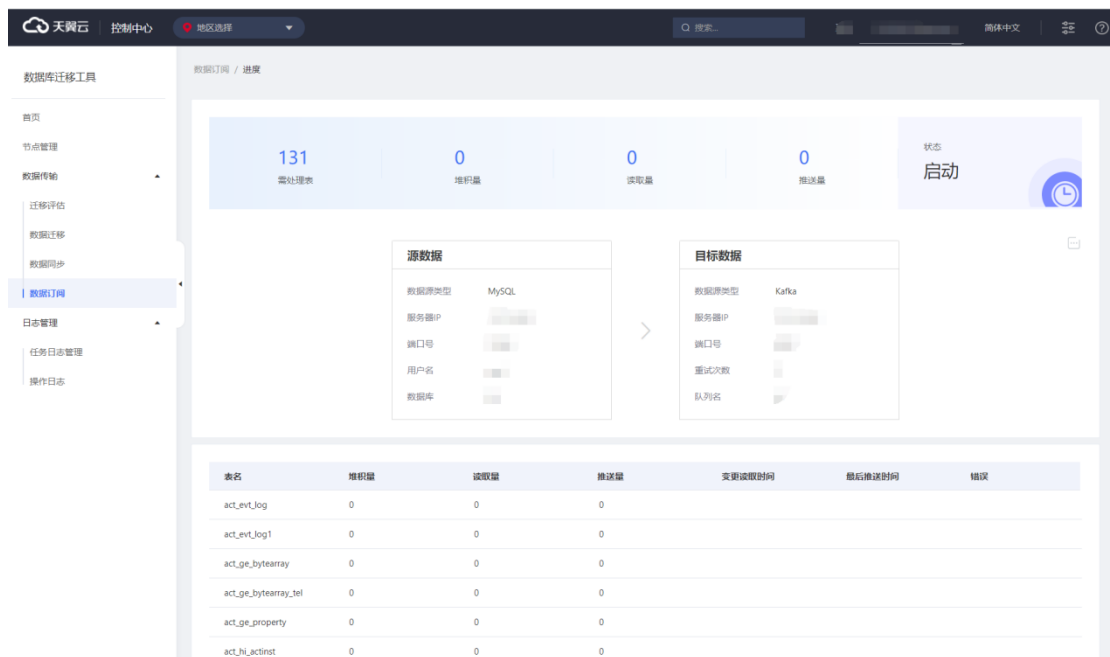 天翼云 控制中心 地区选择 搜索... 简体中文
数据库迁移工具
首页
节点管理
数据传输
迁移评估
数据迁移
数据同步
数据订阅
日志管理
任务日志管理
操作日志
数据订阅 / 进度
131 0 0 0
需处理表 堆积量 读取量 推送量
状态
启动
源数据
数据源类型 MySQL
服务器IP
端口号
用户名
数据库
目标数据
数据源类型 Kafka
服务器IP
端口号
重试次数
队列名
表名 堆积量 读取量 推送量 变更读取时间 最后推送时间 错误
act_evt_log 0 0 0
act_evt_log1 0 0 0
act_ge_bytearray 0 0 0
act_ge_bytearray_tel 0 0 0
act_ge_property 0 0 0
act_hi_actinst 0 0 0